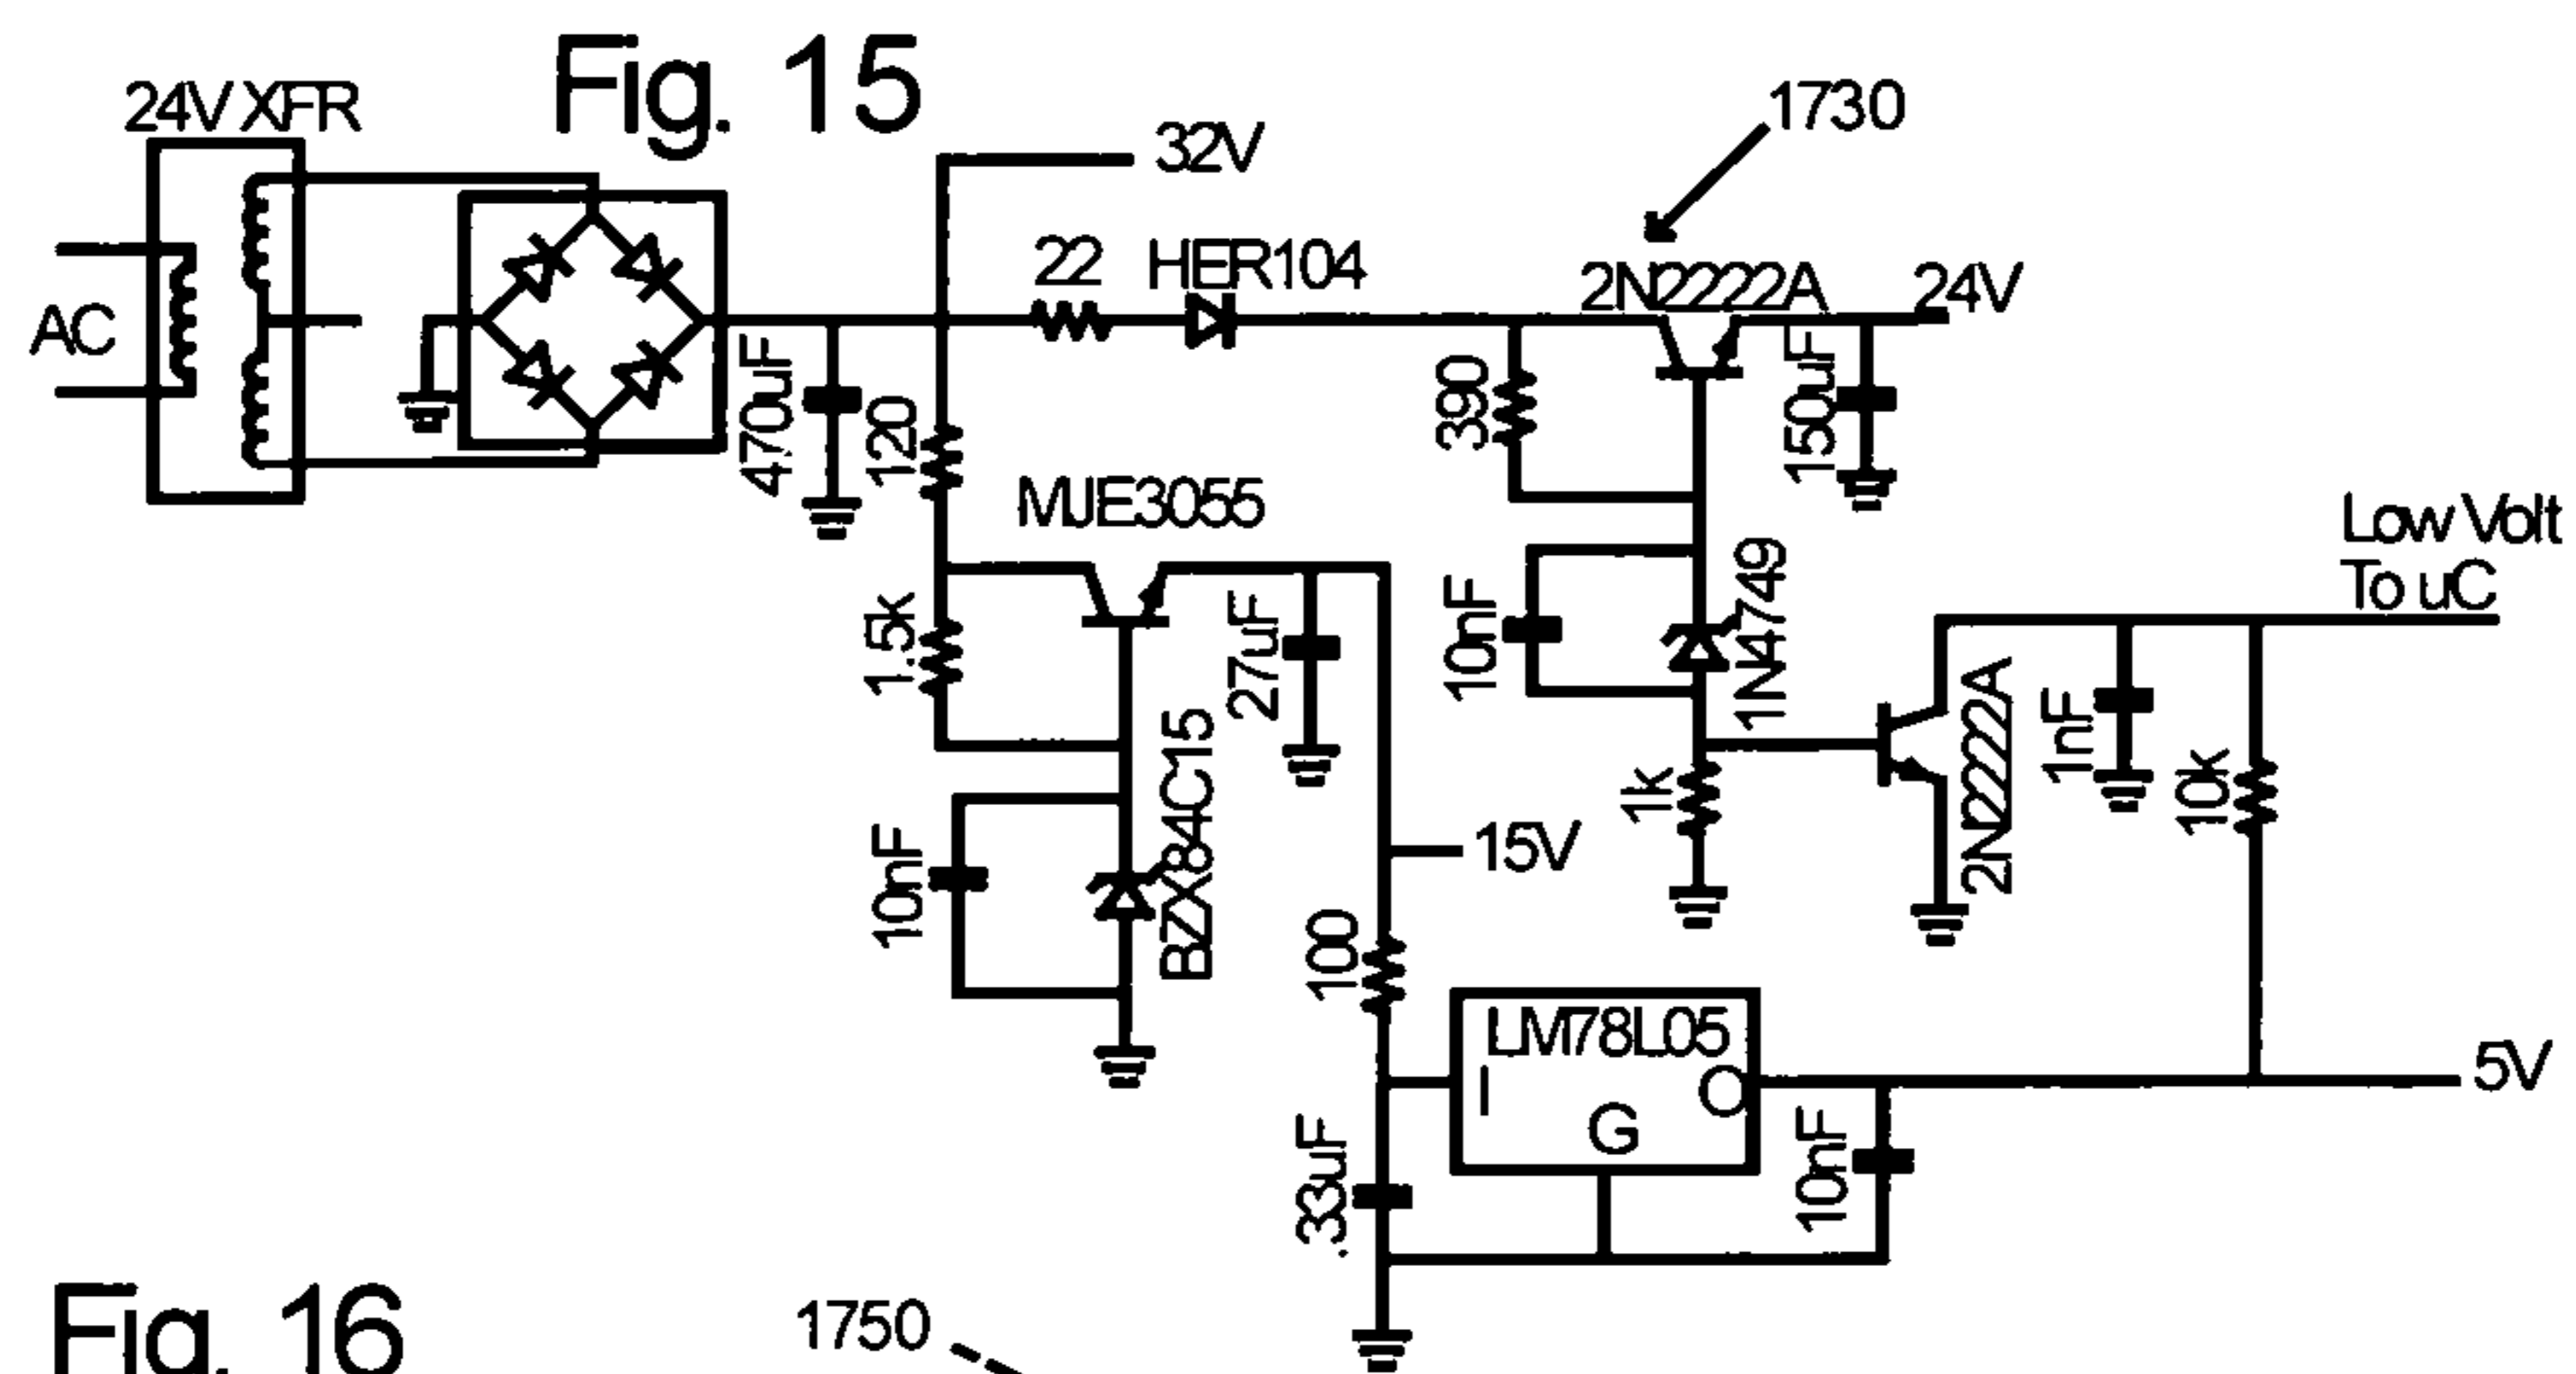 Fig. 15
24V XFR
AC
32V
1730
22
HER104
2N2222A
24V
470uF
120
390
150uF
MJE3055
Low Volt
To uC
1.5k
27uF
10nF
1N4749
BZX84C15
10nF
1k
2N2222A
1nF
10k
15V
100
LM78L05
I
G
O
5V
.33uF
10nF
Fig. 16
1750